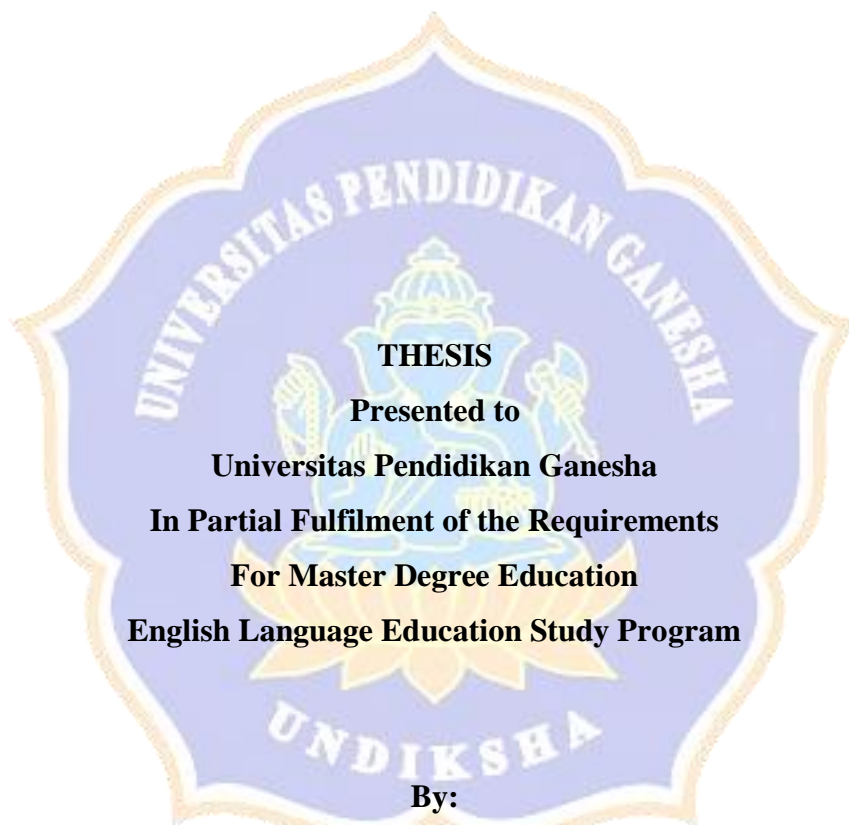 UNIVERSITAS PENDIDIKAN GANESHA
THESIS
Presented to
Universitas Pendidikan Ganesha
In Partial Fulfilment of the Requirements
For Master Degree Education
English Language Education Study Program
UNDIKSHA
By: